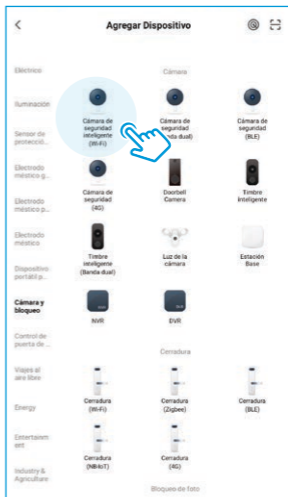 Agregar Dispositivo
Eléctrico
Iluminación
Sensor de
protecció...
Electrodo
méstico g...
Electrodo
méstico p...
Electrodo
méstico
Dispositivo
portátil p...
Cámara y
bloqueo
Control de
puerta de ...
Viajes al
aire libre
Energy
Entertainm
ent
Industry &
Agriculture
Cámara
Cámara de
seguridad
inteligente
(Wi-Fi)
Cámara de
seguridad
(Banda dual)
Cámara de
seguridad
(BLE)
Cámara de
seguridad
(4G)
Doorbell
Camera
Timbre
inteligente
Timbre
inteligente
(Banda dual)
Luz de la
cámara
Estación
Base
NVR
DVR
Cerradura
Cerradura
(Wi-Fi)
Cerradura
(Zigbee)
Cerradura
(BLE)
Cerradura
(NB-IoT)
Cerradura
(4G)
Bloqueo de foto